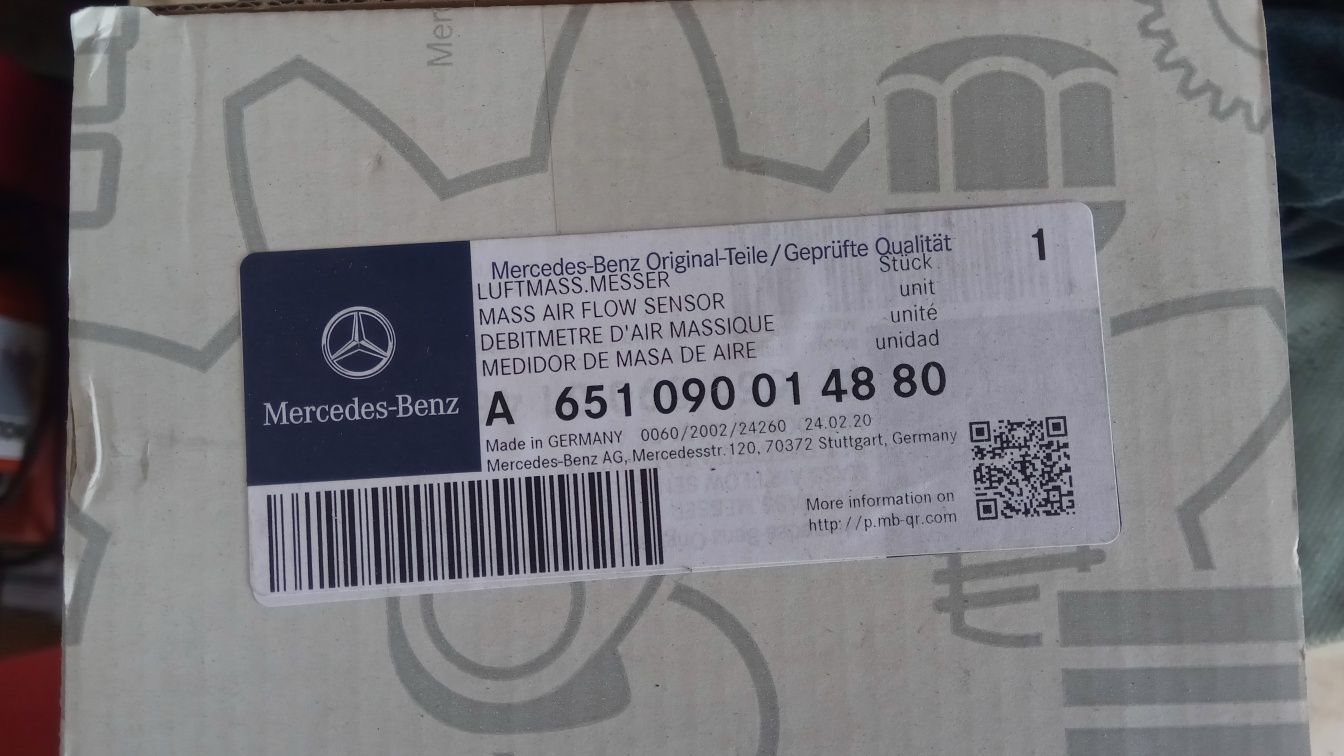 Mer
Mercedes-Benz Original-Teile/Geprüfte Qualität 1
LUFTMASS.MESSER Stück
MASS AIR FLOW SENSOR unit
DEBITMETRE D'AIR MASSIQUE unité
MEDIDOR DE MASA DE AIRE unidad
Mercedes-Benz
A 651 090 01 48 80
Made in GERMANY 0060/2002/24260 24.02.20
Mercedes-Benz AG, Mercedesstr. 120, 70372 Stuttgart, Germany
More information on
http://p.mb-qr.com